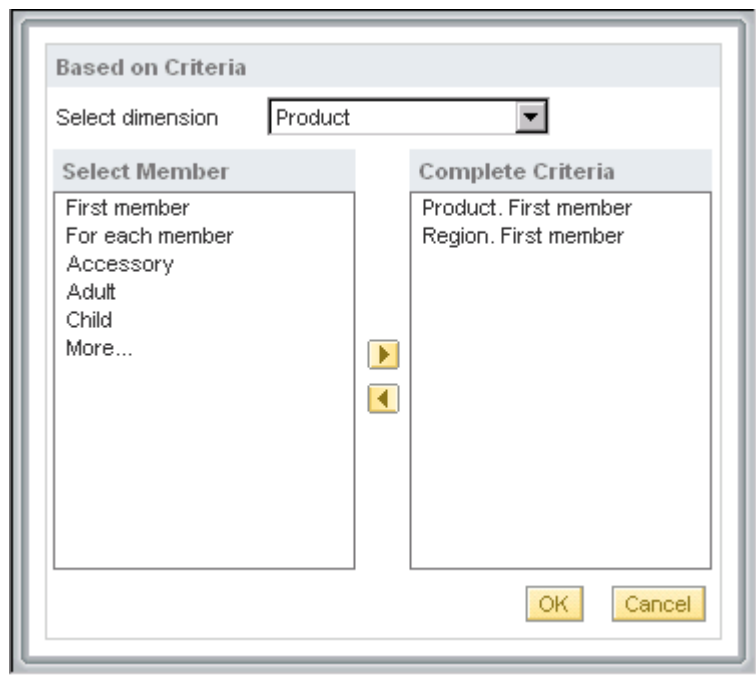 Based on Criteria
Select dimension Product
Select Member
First member
For each member
Accessory
Adult
Child
More...
Complete Criteria
Product. First member
Region. First member
OK Cancel